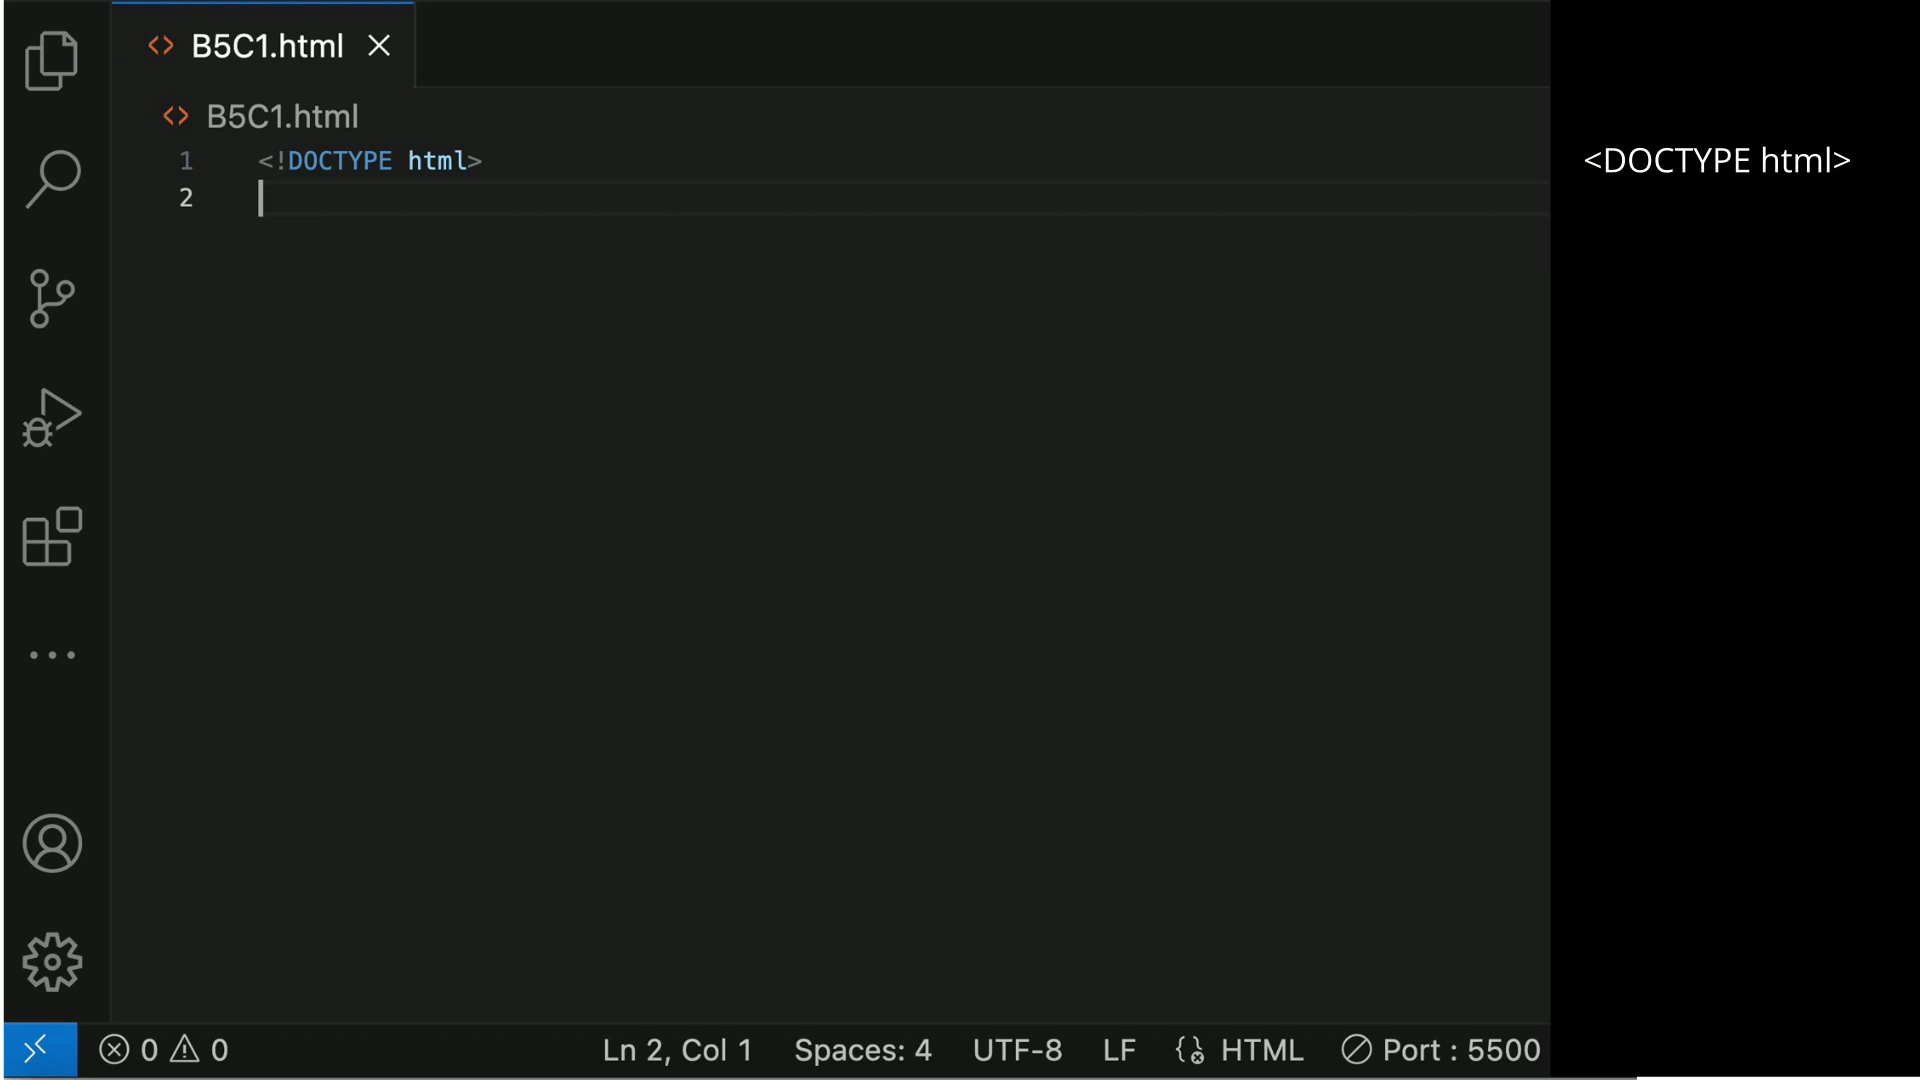 B5C1.html
B5C1.html
1 <!DOCTYPE html>
2
<DOCTYPE html>
0 0 Ln 2, Col 1 Spaces: 4 UTF-8 LF HTML Port : 5500